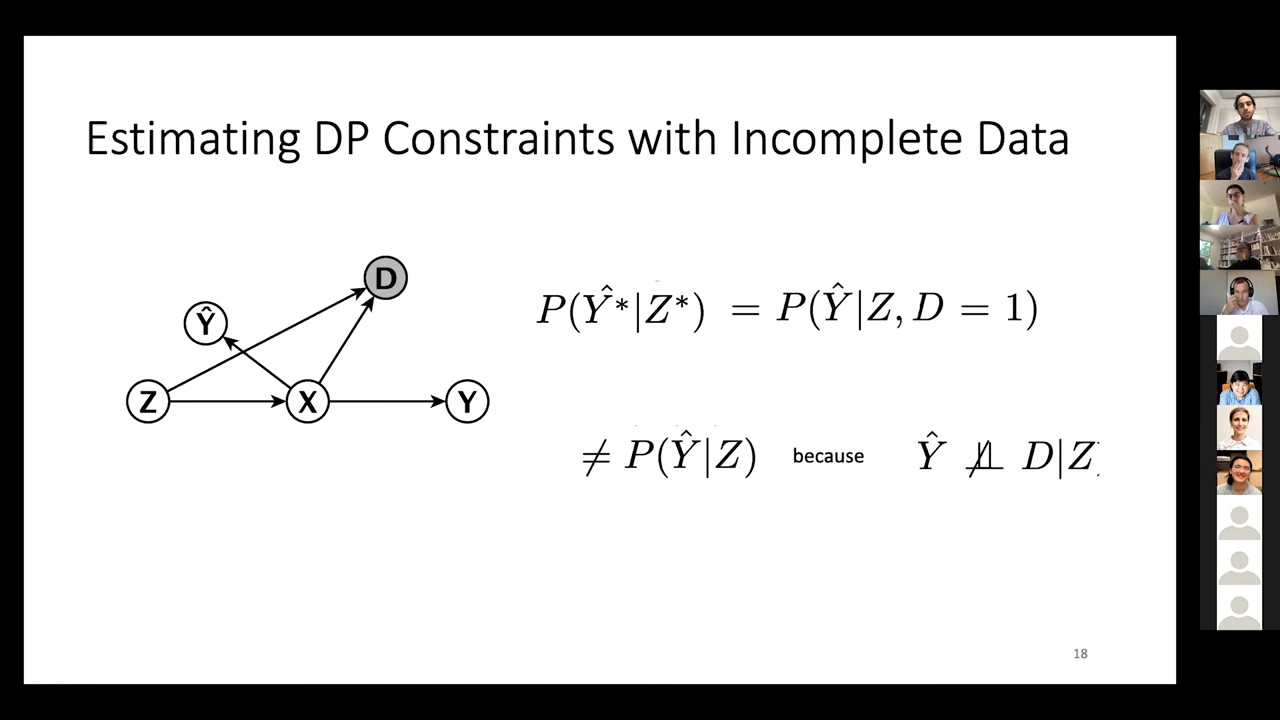 Estimating DP Constraints with Incomplete Data
D
Ŷ
Z
X
Y
P(Ŷ*|Z*) = P(Ŷ|Z, D = 1)
≠ P(Ŷ|Z) because Ŷ ⫫̸ D|Z
18